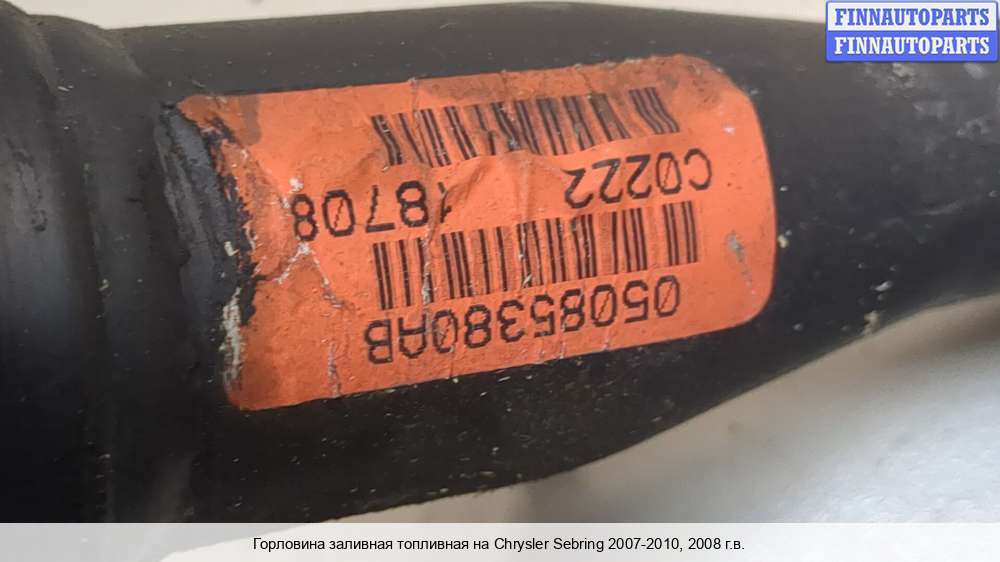 FINNAUTOPARTS
FINNAUTOPARTS
05085380AB
C0222 18708
Горловина заливная топливная на Chrysler Sebring 2007-2010, 2008 г.в.